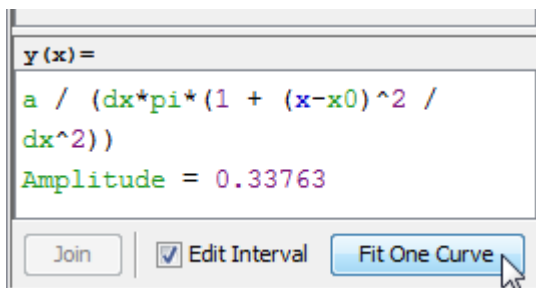 y(x)=
a / (dx*pi*(1 + (x-x0)^2 /
dx^2))
Amplitude = 0.33763
Join Edit Interval Fit One Curve